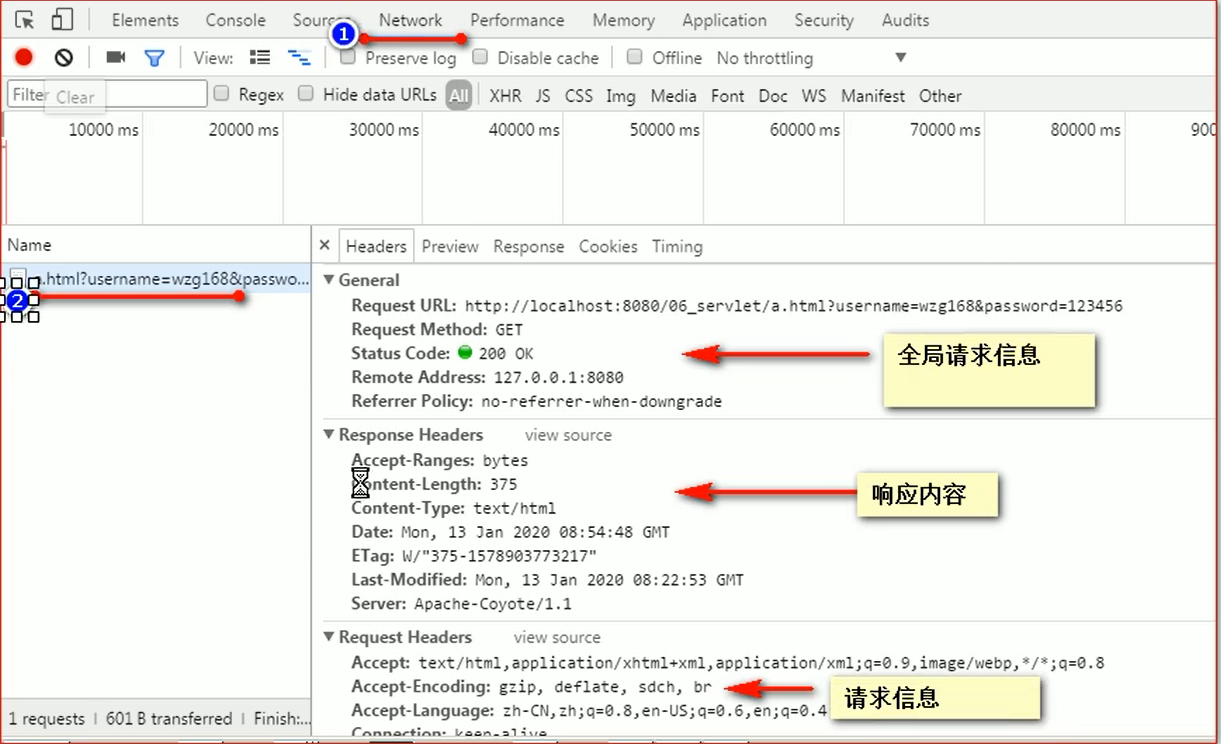 Elements Console Sources Network Performance Memory Application Security Audits
1
View: Preserve log Disable cache Offline No throttling
Filter Clear Regex Hide data URLs All XHR JS CSS Img Media Font Doc WS Manifest Other
10000 ms 20000 ms 30000 ms 40000 ms 50000 ms 60000 ms 70000 ms 80000 ms 900
Name
a.html?username=wzg168&passwo...
2
1 requests | 601 B transferred | Finish:...
× Headers Preview Response Cookies Timing
General
Request URL: http://localhost:8080/06_servlet/a.html?username=wzg168&password=123456
Request Method: GET
Status Code: 200 OK
全局请求信息
Remote Address: 127.0.0.1:8080
Referrer Policy: no-referrer-when-downgrade
Response Headers view source
Accept-Ranges: bytes
Content-Length: 375
响应内容
Content-Type: text/html
Date: Mon, 13 Jan 2020 08:54:48 GMT
ETag: W/"375-1578903773217"
Last-Modified: Mon, 13 Jan 2020 08:22:53 GMT
Server: Apache-Coyote/1.1
Request Headers view source
Accept: text/html,application/xhtml+xml,application/xml;q=0.9,image/webp,*/*;q=0.8
Accept-Encoding: gzip, deflate, sdch, br
请求信息
Accept-Language: zh-CN,zh;q=0.8,en-US;q=0.6,en;q=0.4
Connection: keep-alive